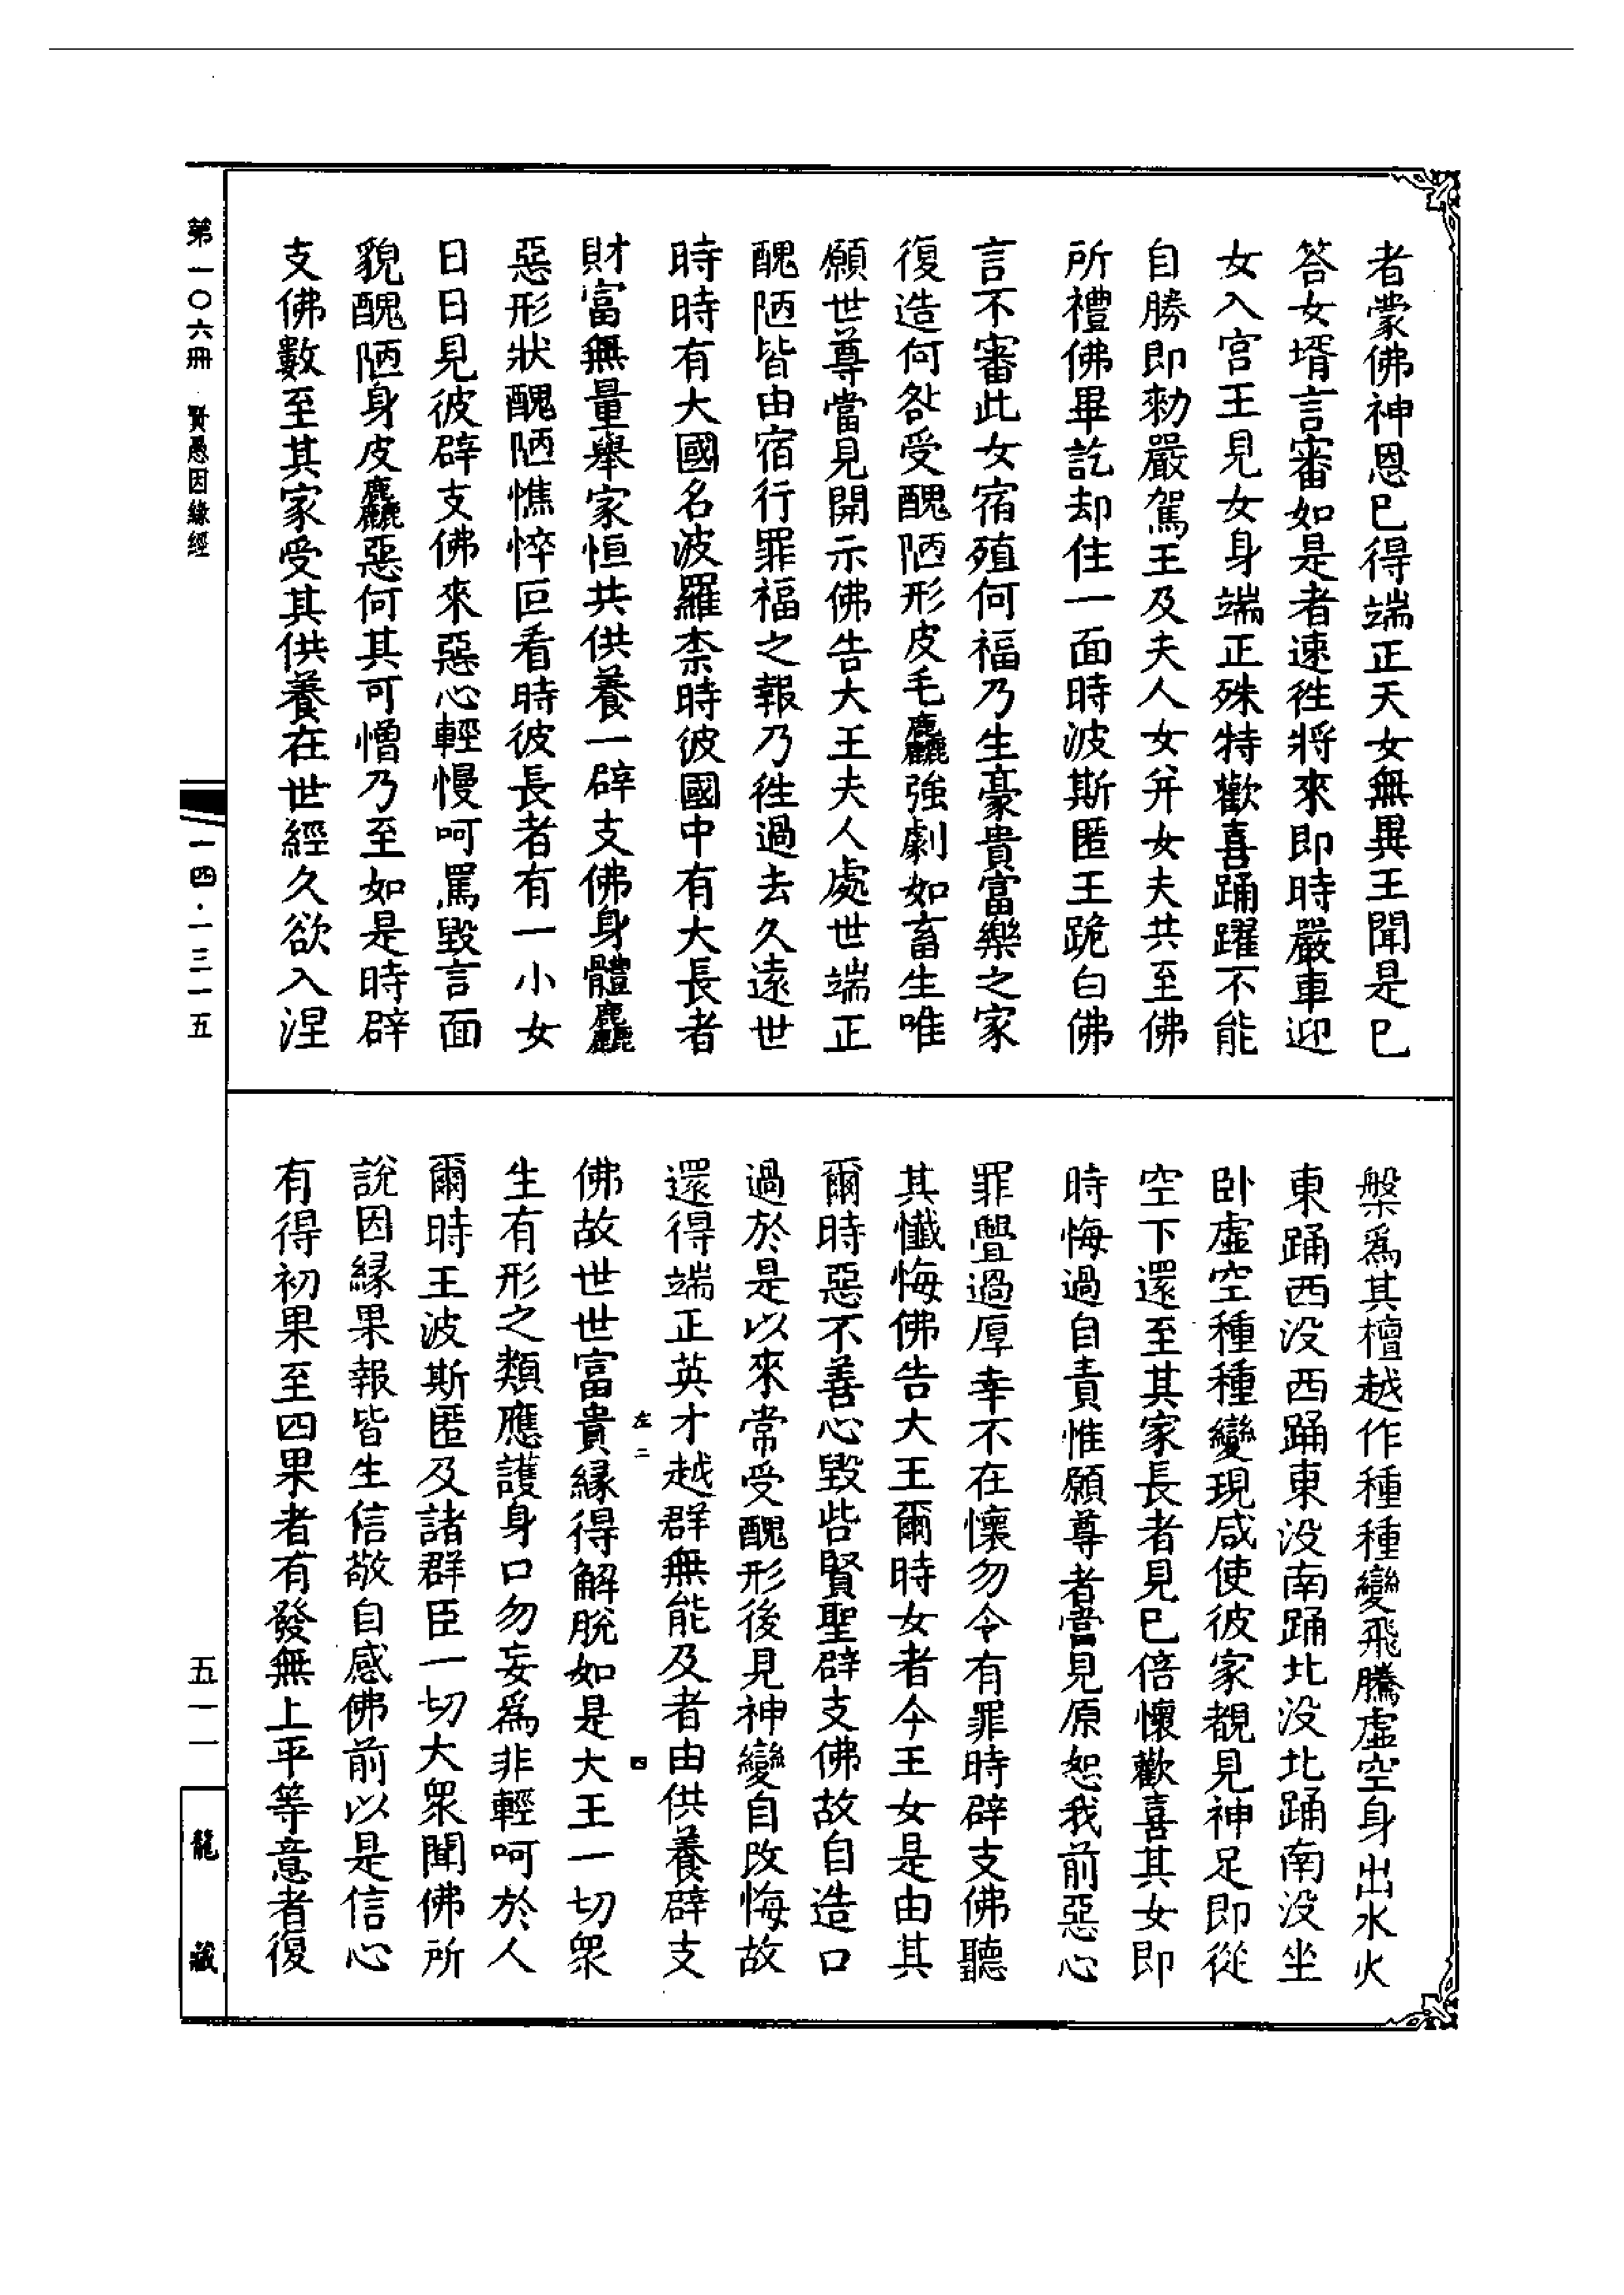 者蒙佛神恩已得端正天女無異王聞是已
答女壻言審如是者速徃將來即時嚴車迎
女入宮王見女身端正殊特歡喜踊躍不能
自勝即勑嚴駕王及夫人女并女夫共至佛
所禮佛畢訖却住一面時波斯匿王跪白佛
言不審此女宿殖何福乃生豪貴富樂之家
復造何咎受醜陋形皮毛麤強劇如畜生唯
願世尊當見開示佛告大王夫人處世端正
醜陋皆由宿行罪福之報乃徃過去久遠世
時時有大國名波羅柰時彼國中有大長者
財富無量舉家恒共供養一辟支佛身體麤
惡形狀醜陋憔悴叵看時彼長者有一小女
日日見彼辟支佛來惡心輕慢呵罵毀言面
貌醜陋身皮麤惡何其可憎乃至如是時辟
支佛數至其家受其供養在世經久欲入涅
槃爲其檀越作種種變飛騰虛空身出水火
東踊西没西踊東没南踊北没北踊南没坐
卧虛空種種變現咸使彼家覩見神足即從
空下還至其家長者見已倍懷歡喜其女即
時悔過自責惟願尊者當見原恕我前惡心
罪舋過厚幸不在懷勿令有罪時辟支佛聽
其懺悔佛告大王爾時女者今王女是由其
爾時惡不善心毀呰賢聖辟支佛故自造口
過於是以來常受醜形後見神變自改悔故
還得端正英才越群無能及者由供養辟支
左二 四
佛故世世富貴緣得解脫如是大王一切衆
生有形之類應護身口勿妄爲非輕呵於人
爾時王波斯匿及諸群臣一切大衆聞佛所
說因緣果報皆生信敬自感佛前以是信心
有得初果至四果者有發無上平等意者復
第一〇六冊 賢愚因緣經
一四·一三一五
五一一
龍藏